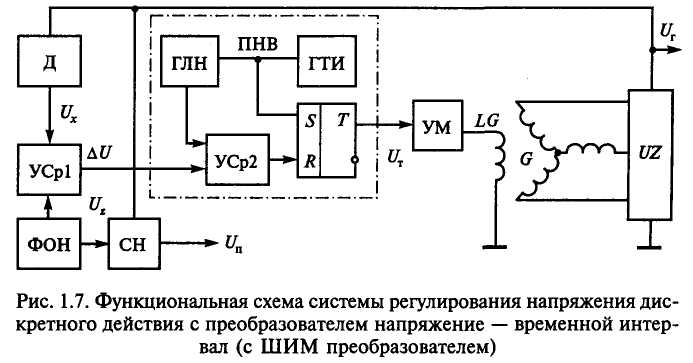 ПНВ
U_г
Д
ГЛН
ГТИ
U_x
S
T
R
УМ
LG
ΔU
УСр1
УСр2
U_т
G
UZ
U_z
ФОН
СН
U_п
Рис. 1.7. Функциональная схема системы регулирования напряжения дис-
кретного действия с преобразователем напряжение — временной интер-
вал (с ШИМ преобразователем)